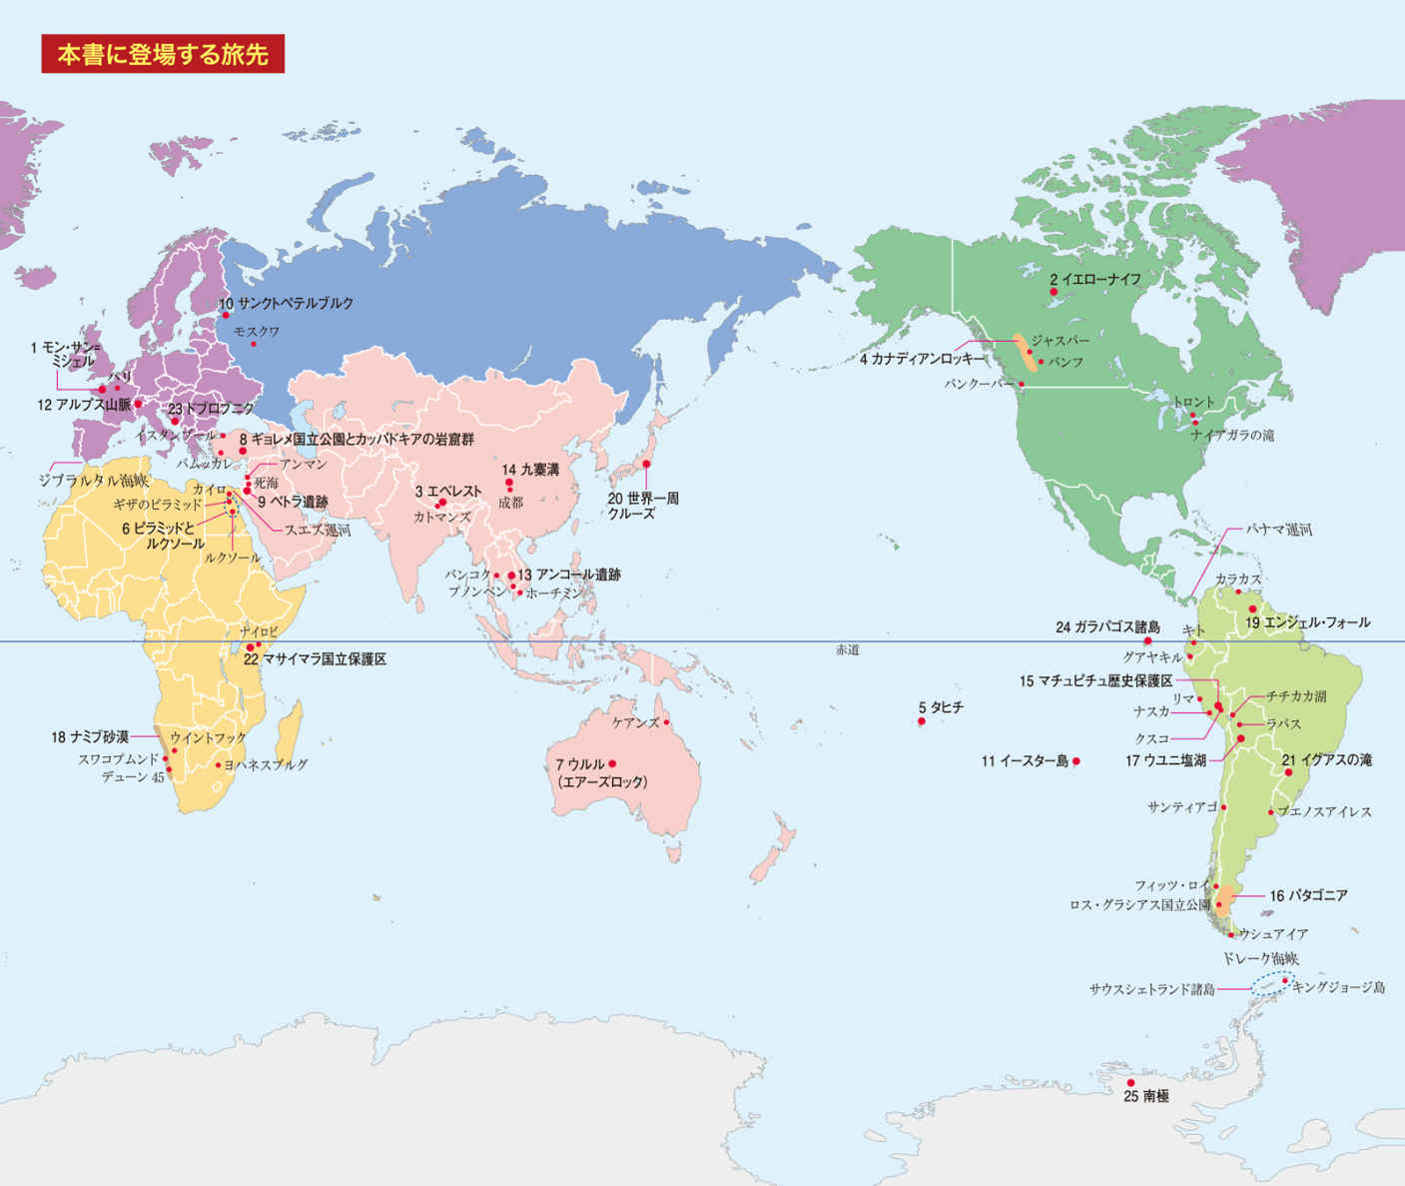 本書に登場する旅先
10 サンクトペテルブルク
モスクワ
1 モン・サン=
ミシェル
パリ
12 アルプス山脈
23 ドブロブニク
イスタンブール
8 ギョレメ国立公園とカッパドキアの岩窟群
パムッカレ
ジブラルタル海峡
アンマン
死海
カイロ
9 ペトラ遺跡
ギザのピラミッド
6 ピラミッドと
ルクソール
スエズ運河
ルクソール
3 エベレスト
カトマンズ
14 九寨溝
成都
20 世界一周
クルーズ
バンコク
13 アンコール遺跡
プノンペン
ホーチミン
ナイロビ
22 マサイマラ国立保護区
18 ナミブ砂漠
ウイントフック
スワコプムンド
デューン 45
ヨハネスブルグ
ケアンズ
7 ウルル
(エアーズロック)
赤道
5 タヒチ
11 イースター島
2 イエローナイフ
ジャスパー
4 カナディアンロッキー
バンフ
バンクーバー
トロント
ナイアガラの滝
パナマ運河
カラカス
19 エンジェル・フォール
24 ガラパゴス諸島
キト
グアヤキル
15 マチュピチュ歴史保護区
リマ
チチカカ湖
ナスカ
ラパス
クスコ
17 ウユニ塩湖
21 イグアスの滝
サンティアゴ
ブエノスアイレス
フィッツ・ロイ
16 パタゴニア
ロス・グラシアス国立公園
ウシュアイア
ドレーク海峡
サウスシェトランド諸島
キングジョージ島
25 南極